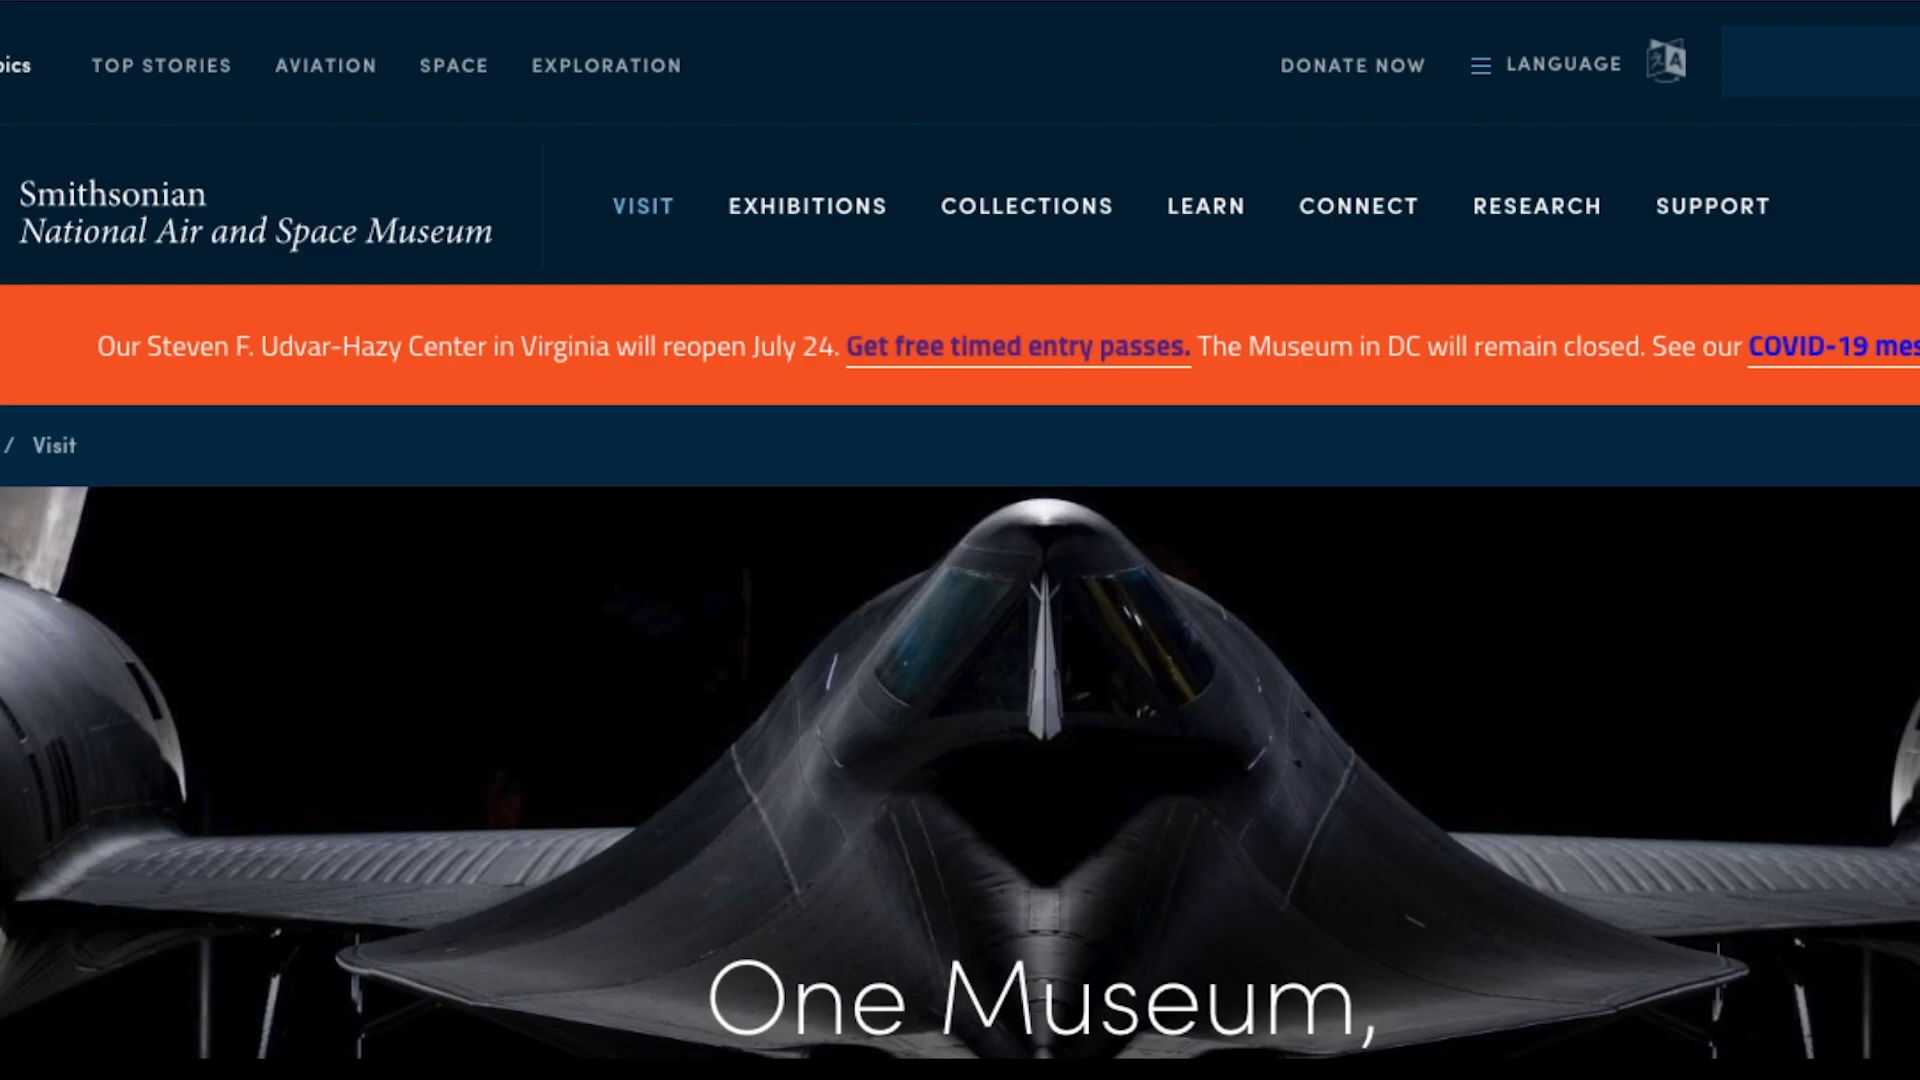 TOP STORIES AVIATION SPACE EXPLORATION DONATE NOW LANGUAGE A
Smithsonian
National Air and Space Museum
VISIT EXHIBITIONS COLLECTIONS LEARN CONNECT RESEARCH SUPPORT
Our Steven F. Udvar-Hazy Center in Virginia will reopen July 24. Get free timed entry passes. The Museum in DC will remain closed. See our COVID-19
/ Visit
One Museum,